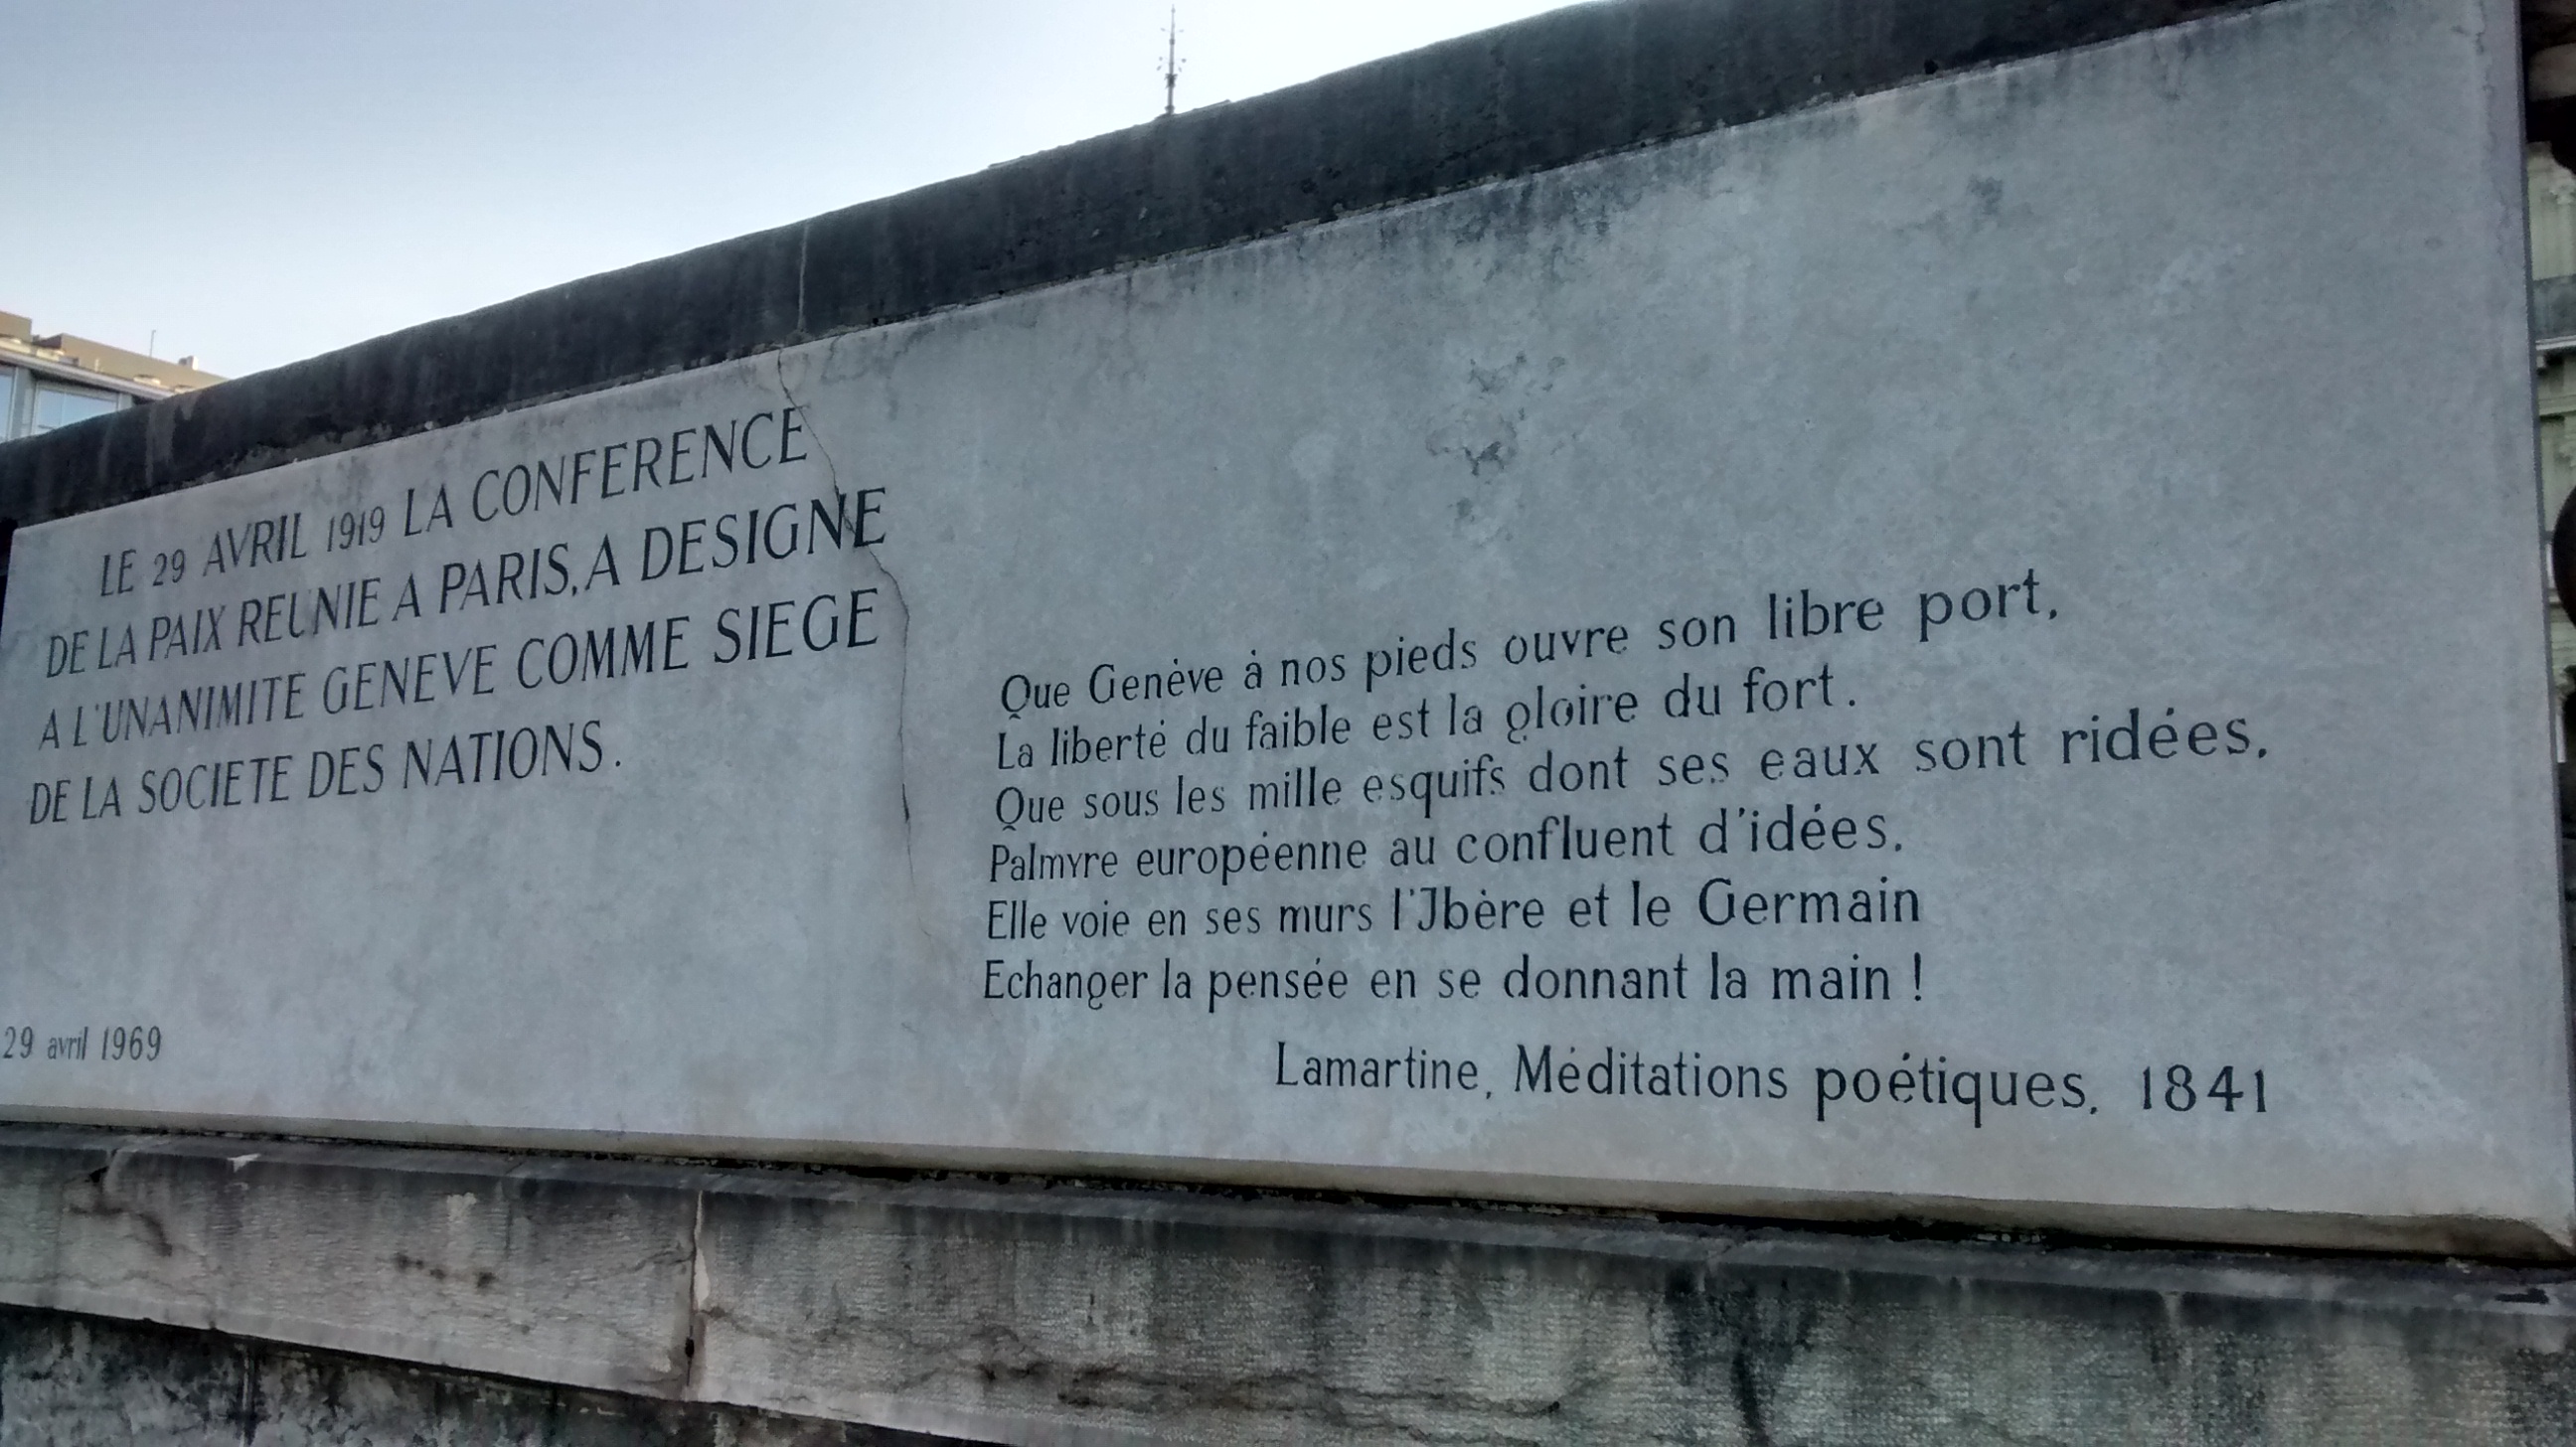 LE 29 AVRIL 1919 LA CONFERENCE
DE LA PAIX REUNIE A PARIS, A DESIGNE
A L'UNANIMITE GENEVE COMME SIEGE
DE LA SOCIETE DES NATIONS.
29 avril 1969
Que Genève à nos pieds ouvre son libre port,
La liberté du faible est la gloire du fort.
Que sous les mille esquifs dont ses eaux sont ridées,
Palmyre européenne au confluent d'idées,
Elle voie en ses murs l'Ibère et le Germain
Echanger la pensée en se donnant la main !
Lamartine, Méditations poétiques, 1841